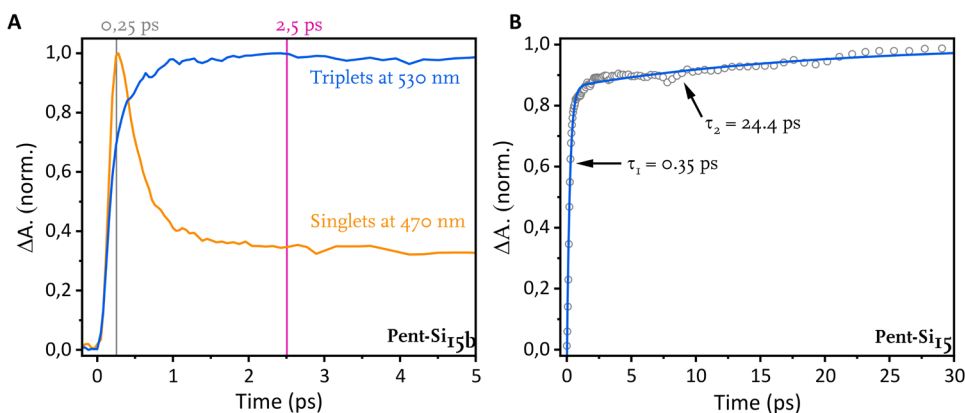 A
0,25 ps
2,5 ps
B
1,0
0,8
0,6
0,4
0,2
0,0
ΔA. (norm.)
Triplets at 530 nm
Singlets at 470 nm
Pent-Si15b
0 1 2 3 4 5
Time (ps)
1,0
0,8
0,6
0,4
0,2
0,0
ΔA. (norm.)
τ2 = 24.4 ps
τ1 = 0.35 ps
Pent-Si15
0 5 10 15 20 25 30
Time (ps)